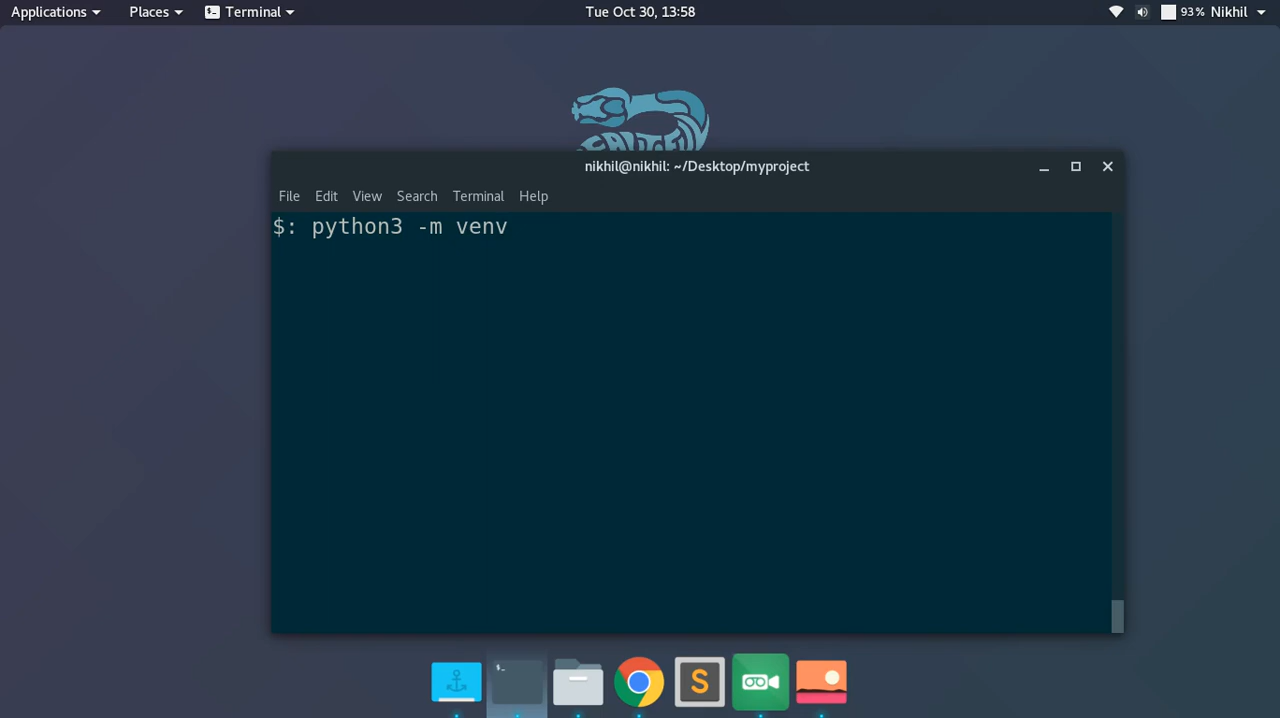 Applications Places Terminal Tue Oct 30, 13:58 93% Nikhil
nikhil@nikhil: ~/Desktop/myproject
File Edit View Search Terminal Help
$: python3 -m venv
$-
S